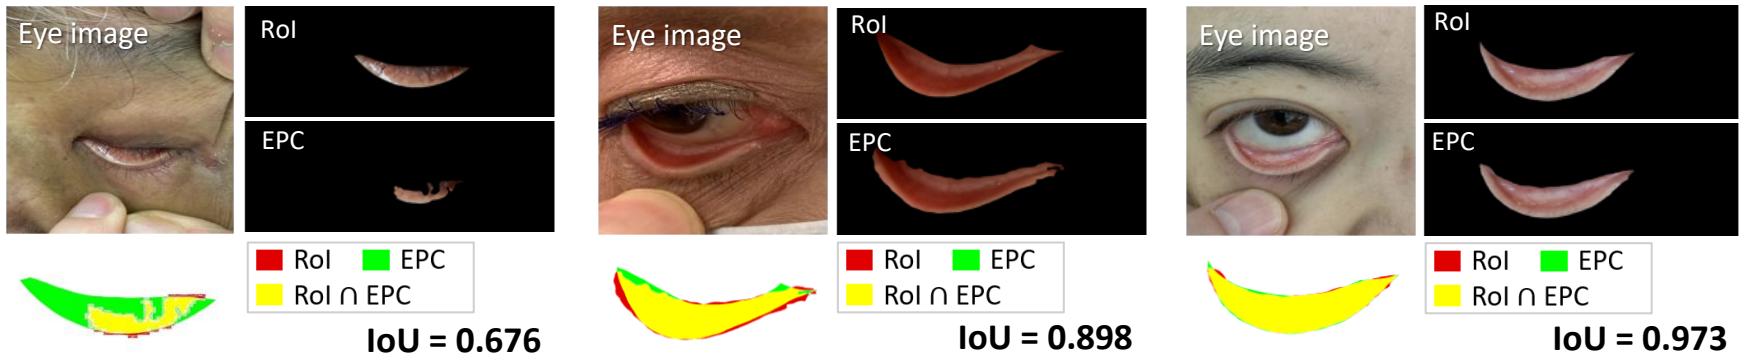 Eye image
RoI
EPC
RoI EPC
RoI ∩ EPC
IoU = 0.676
Eye image
RoI
EPC
RoI EPC
RoI ∩ EPC
IoU = 0.898
Eye image
RoI
EPC
RoI EPC
RoI ∩ EPC
IoU = 0.973